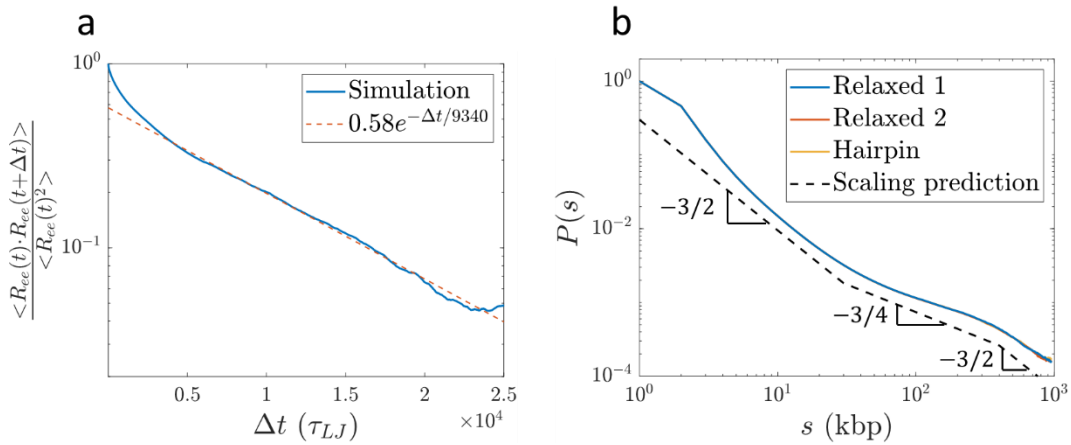 a
10^0
10^-1
<R_ee(t)·R_ee(t+Δt)>
<R_ee(t)^2>
Simulation
0.58e^{-Δt/9340}
0.5 1.0 1.5 20 2.5
×10^4
Δt (τ_LJ)
b
10^0
10^-2
10^-4
P(s)
Relaxed 1
Relaxed 2
Hairpin
Scaling prediction
−3/2
−3/4
−3/2
10^0 10^1 10^2 10^3
s (kbp)